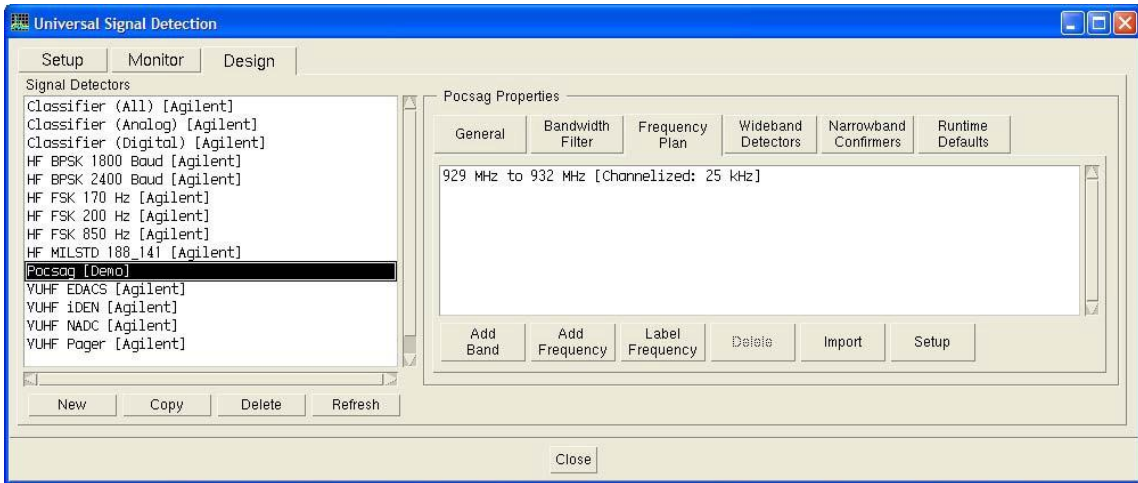 Universal Signal Detection
Setup Monitor Design
Signal Detectors
Classifier (All) [Agilent]
Classifier (Analog) [Agilent]
Classifier (Digital) [Agilent]
HF BPSK 1800 Baud [Agilent]
HF BPSK 2400 Baud [Agilent]
HF FSK 170 Hz [Agilent]
HF FSK 200 Hz [Agilent]
HF FSK 850 Hz [Agilent]
HF MILSTD 188_141 [Agilent]
Pocsag [Demo]
VUHF EDACS [Agilent]
VUHF iDEN [Agilent]
VUHF NADC [Agilent]
VUHF Pager [Agilent]
New Copy Delete Refresh
Pocsag Properties
General
Bandwidth
Filter
Frequency
Plan
Wideband
Detectors
Narrowband
Confirmers
Runtime
Defaults
929 MHz to 932 MHz [Channelized: 25 kHz]
Add
Band
Add
Frequency
Label
Frequency
Delete
Import
Setup
Close